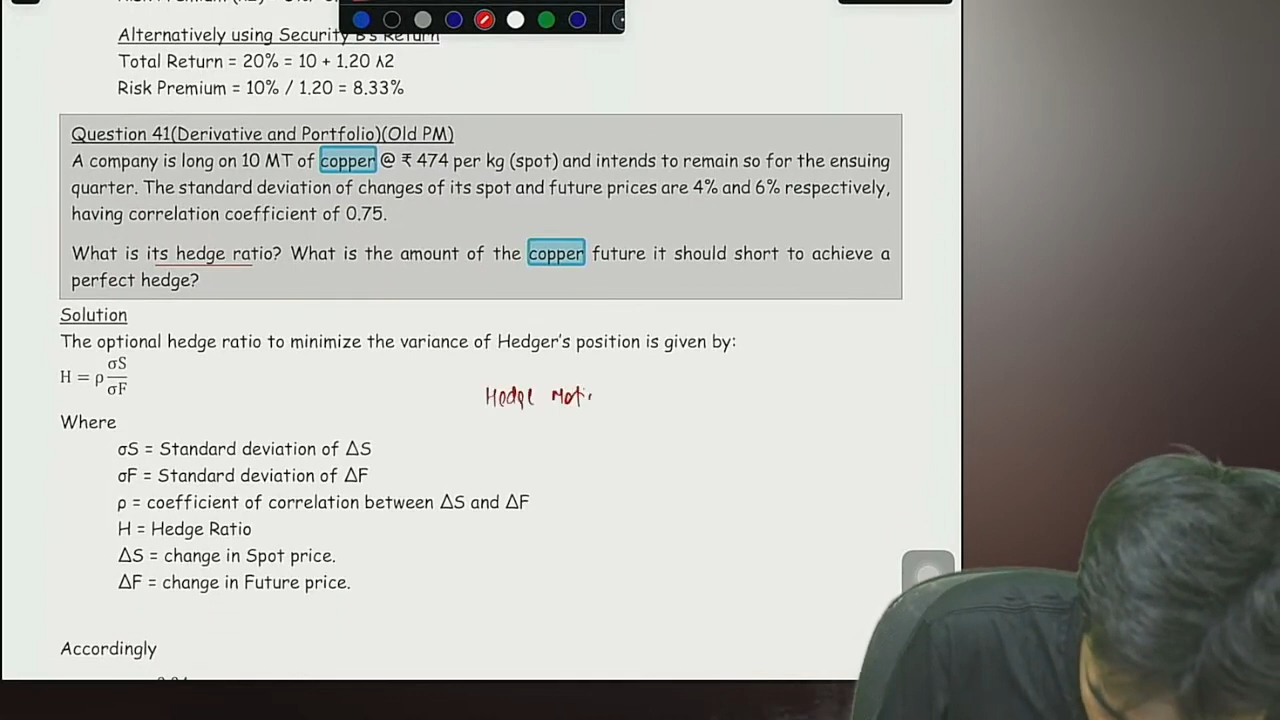 Alternatively using Security B's Return
Total Return = 20% = 10 + 1.20 ʌ2
Risk Premium = 10% / 1.20 = 8.33%
Question 41(Derivative and Portfolio)(Old PM)
A company is long on 10 MT of copper @ ₹ 474 per kg (spot) and intends to remain so for the ensuing
quarter. The standard deviation of changes of its spot and future prices are 4% and 6% respectively,
having correlation coefficient of 0.75.
What is its hedge ratio? What is the amount of the copper future it should short to achieve a
perfect hedge?
Solution
The optional hedge ratio to minimize the variance of Hedger's position is given by:
H = ρ σS/σF
Hedge
Where
σS = Standard deviation of ΔS
σF = Standard deviation of ΔF
ρ = coefficient of correlation between ΔS and ΔF
H = Hedge Ratio
ΔS = change in Spot price.
ΔF = change in Future price.
Accordingly